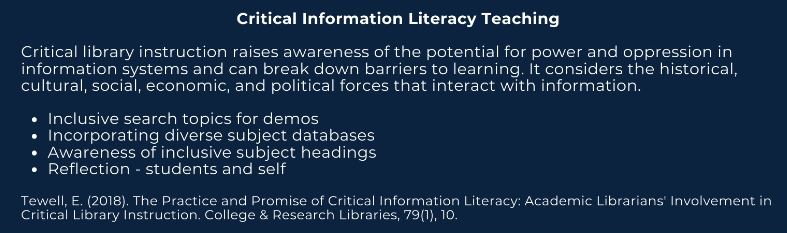 Critical Information Literacy Teaching
Critical library instruction raises awareness of the potential for power and oppression in
information systems and can break down barriers to learning. It considers the historical,
cultural, social, economic, and political forces that interact with information.
• Inclusive search topics for demos
• Incorporating diverse subject databases
• Awareness of inclusive subject headings
• Reflection - students and self
Tewell, E. (2018). The Practice and Promise of Critical Information Literacy: Academic Librarians' Involvement in
Critical Library Instruction. College & Research Libraries, 79(1), 10.